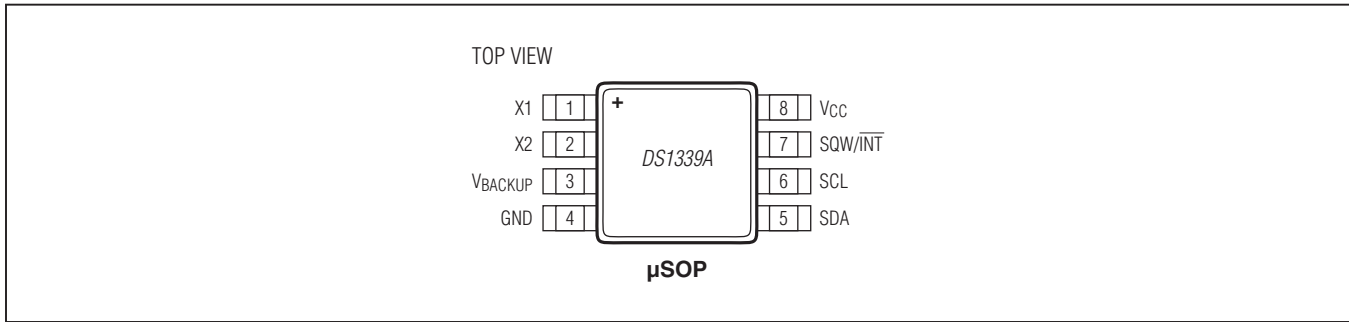 TOP VIEW
X1 1 + 8 VCC
X2 2 DS1339A 7 SQW/INT
VBACKUP 3 6 SCL
GND 4 5 SDA
µSOP